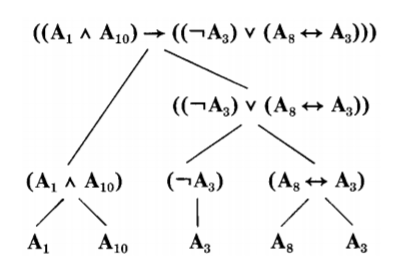 ((A₁ ∧ A₁₀) → ((¬A₃) ∨ (A₈ ↔ A₃)))
((¬A₃) ∨ (A₈ ↔ A₃))
(A₁ ∧ A₁₀) (¬A₃) (A₈ ↔ A₃)
A₁ A₁₀ A₃ A₈ A₃